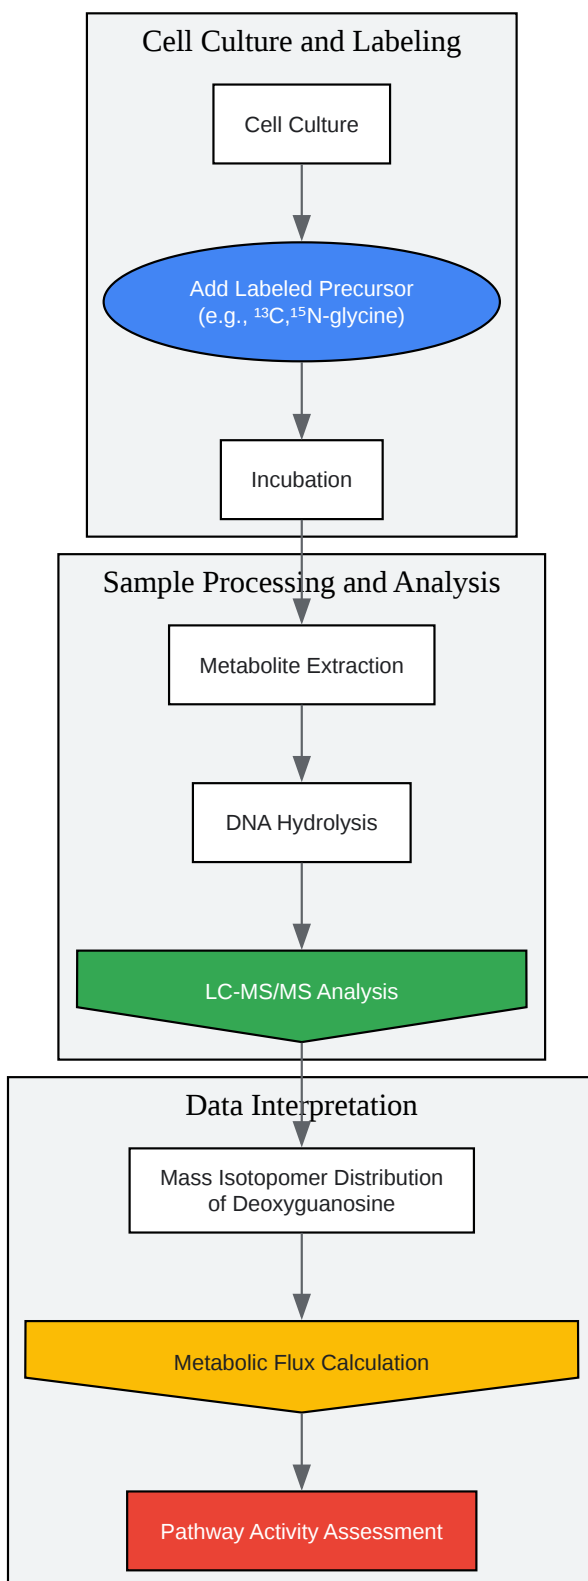 Cell Culture and Labeling
Cell Culture
Add Labeled Precursor
(e.g., ¹³C,¹⁵N-glycine)
Incubation
Sample Processing and Analysis
Metabolite Extraction
DNA Hydrolysis
LC-MS/MS Analysis
Data Interpretation
Mass Isotopomer Distribution
of Deoxyguanosine
Metabolic Flux Calculation
Pathway Activity Assessment